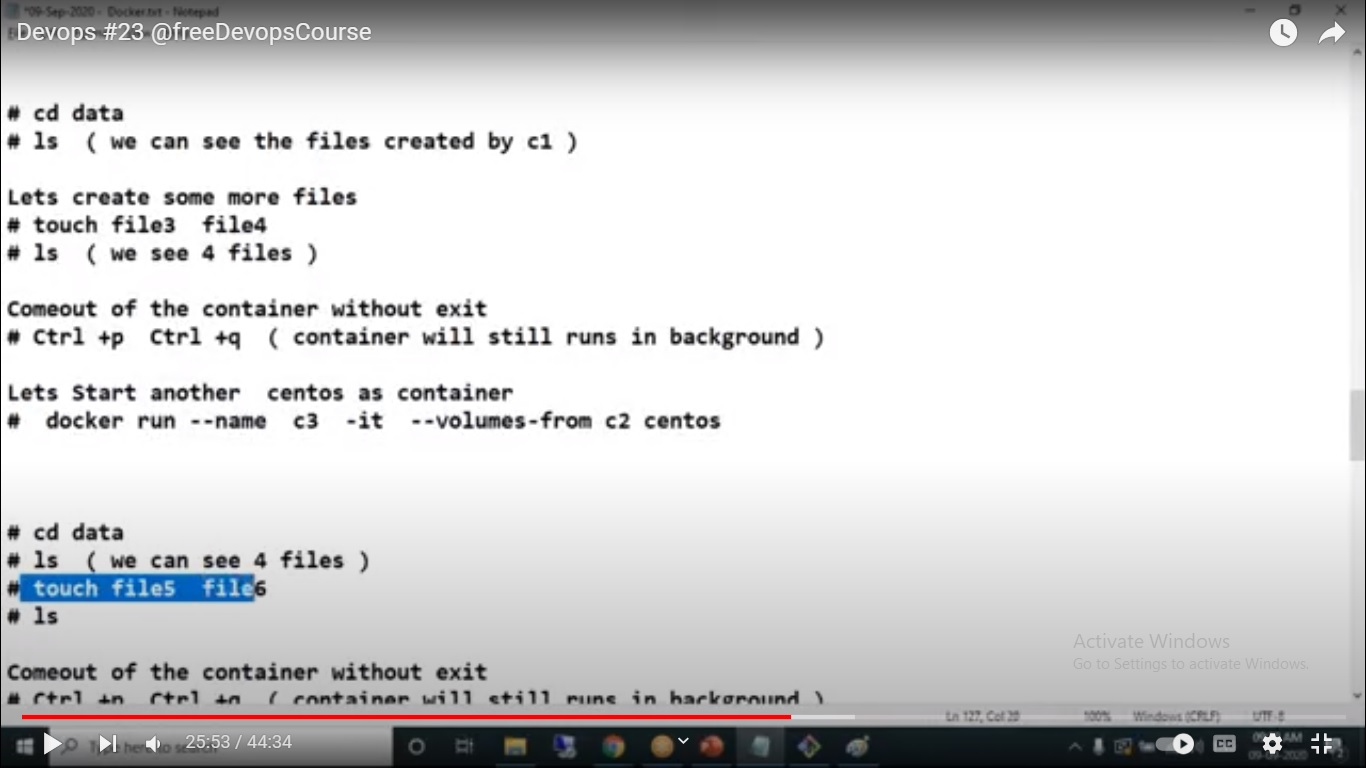 *09-Sep-2020 - Docker.txt - Notepad
Devops #23 @freeDevopsCourse
# cd data
# ls  ( we can see the files created by c1 )
Lets create some more files
# touch file3  file4
# ls  ( we see 4 files )
Comeout of the container without exit
# Ctrl +p  Ctrl +q  ( container will still runs in background )
Lets Start another  centos as container
#  docker run --name  c3  -it  --volumes-from c2 centos
# cd data
# ls  ( we can see 4 files )
# touch file5  file6
# ls
Activate Windows
Go to Settings to activate Windows.
Comeout of the container without exit
# Ctrl +p  Ctrl +q  ( container will still runs in background )
Ln 127, Col 20  100%  Windows (CRLF)  UTF-8
25:53 / 44:34
CC
09-09-2020